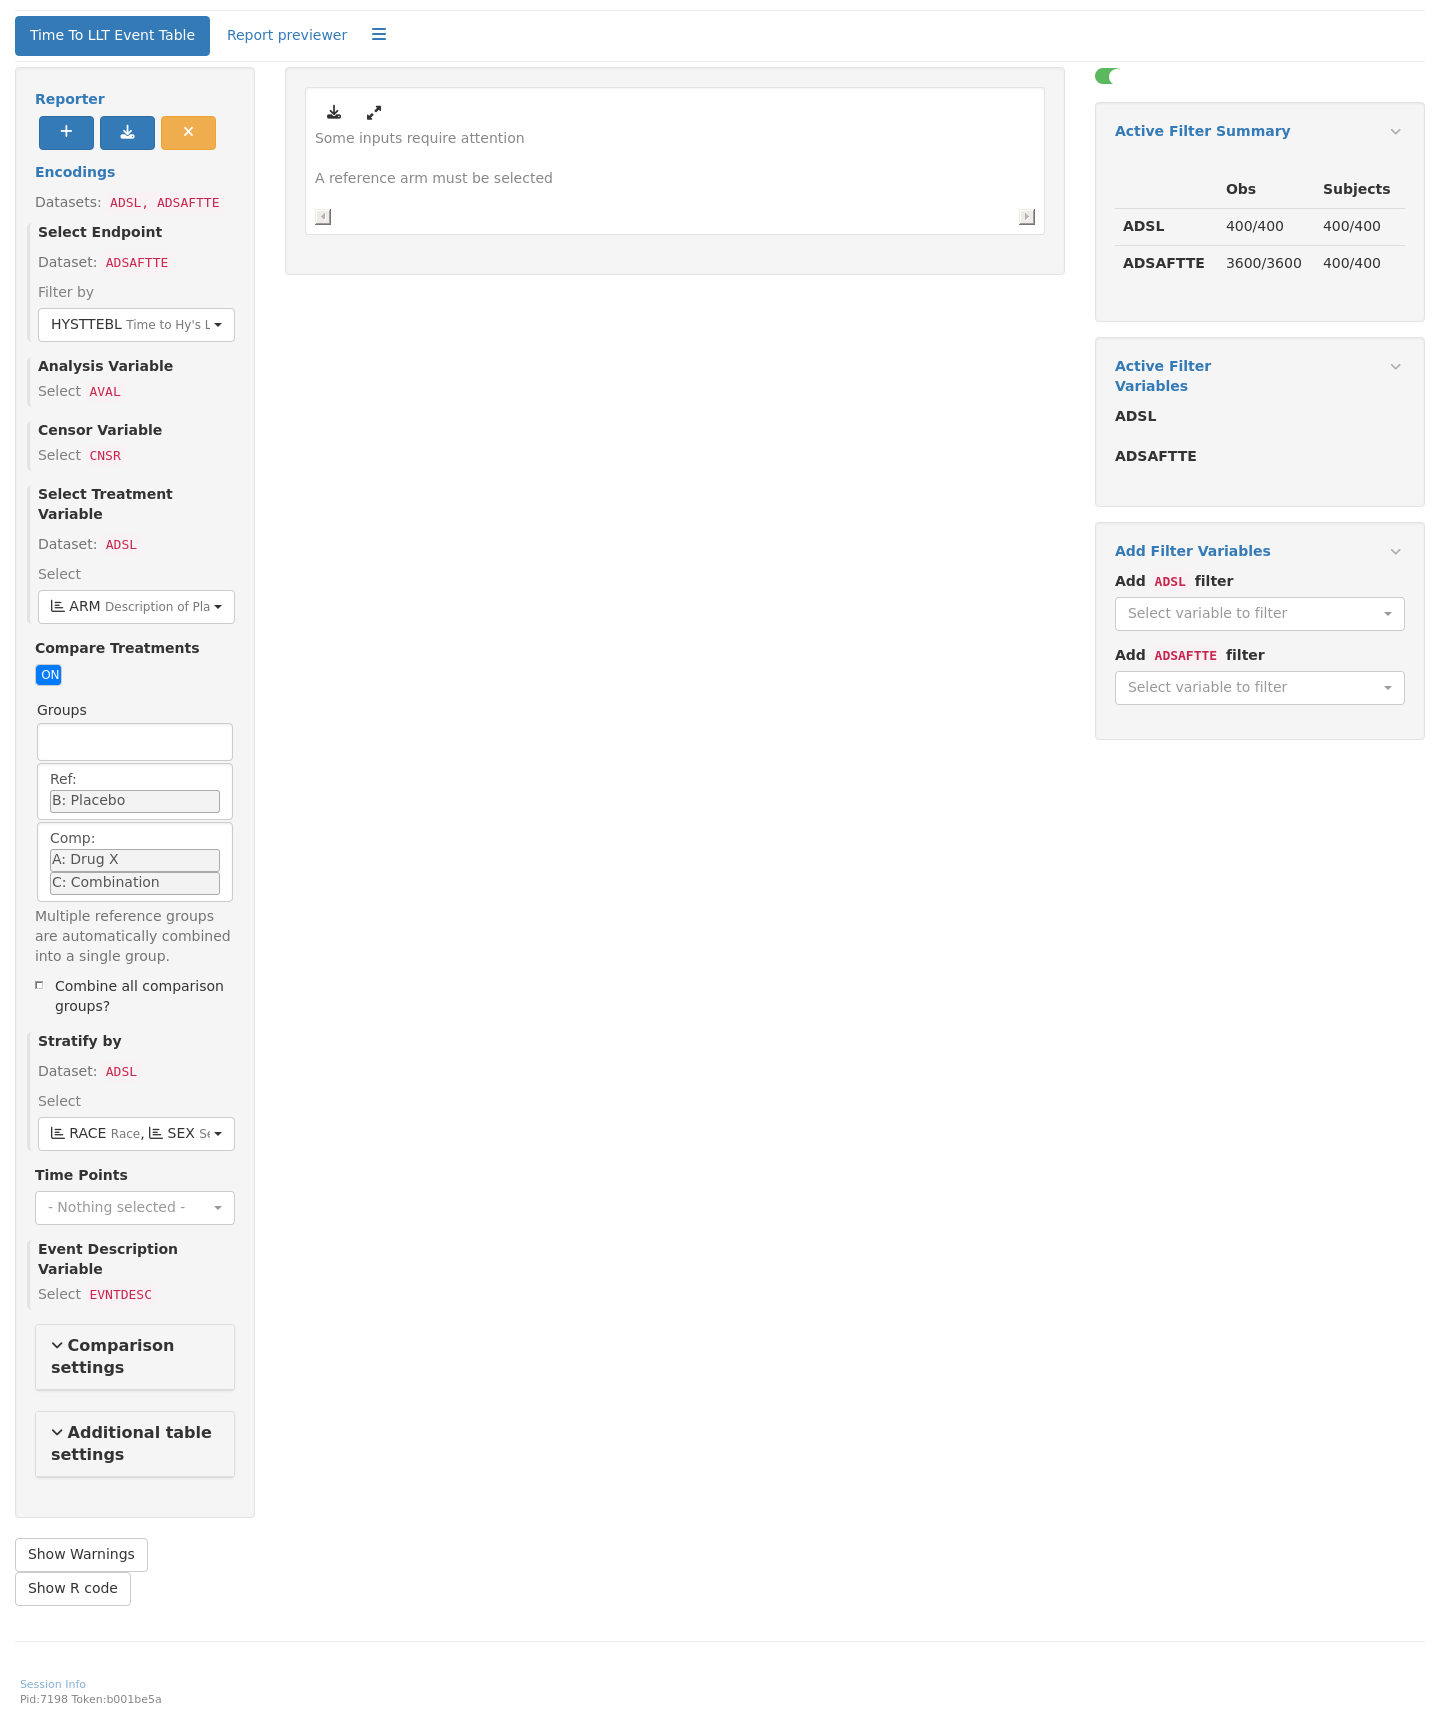 Time To LLT Event Table
Report previewer
Reporter
Encodings
Datasets: ADSL, ADSAFTTE
Select Endpoint
Dataset: ADSAFTTE
Filter by
HYSTTEBL Time to Hy's L
Analysis Variable
Select AVAL
Censor Variable
Select CNSR
Select Treatment
Variable
Dataset: ADSL
Select
ARM Description of Pla
Compare Treatments
ON
Groups
Ref:
B: Placebo
Comp:
A: Drug X
C: Combination
Multiple reference groups
are automatically combined
into a single group.
Combine all comparison
groups?
Stratify by
Dataset: ADSL
Select
RACE Race, SEX Se
Time Points
- Nothing selected -
Event Description
Variable
Select EVNTDESC
Comparison
settings
Additional table
settings
Show Warnings
Show R code
Some inputs require attention
A reference arm must be selected
Active Filter Summary
Obs Subjects
ADSL 400/400 400/400
ADSAFTTE 3600/3600 400/400
Active Filter
Variables
ADSL
ADSAFTTE
Add Filter Variables
Add ADSL filter
Select variable to filter
Add ADSAFTTE filter
Select variable to filter
Session Info
Pid:7198 Token:b001be5a